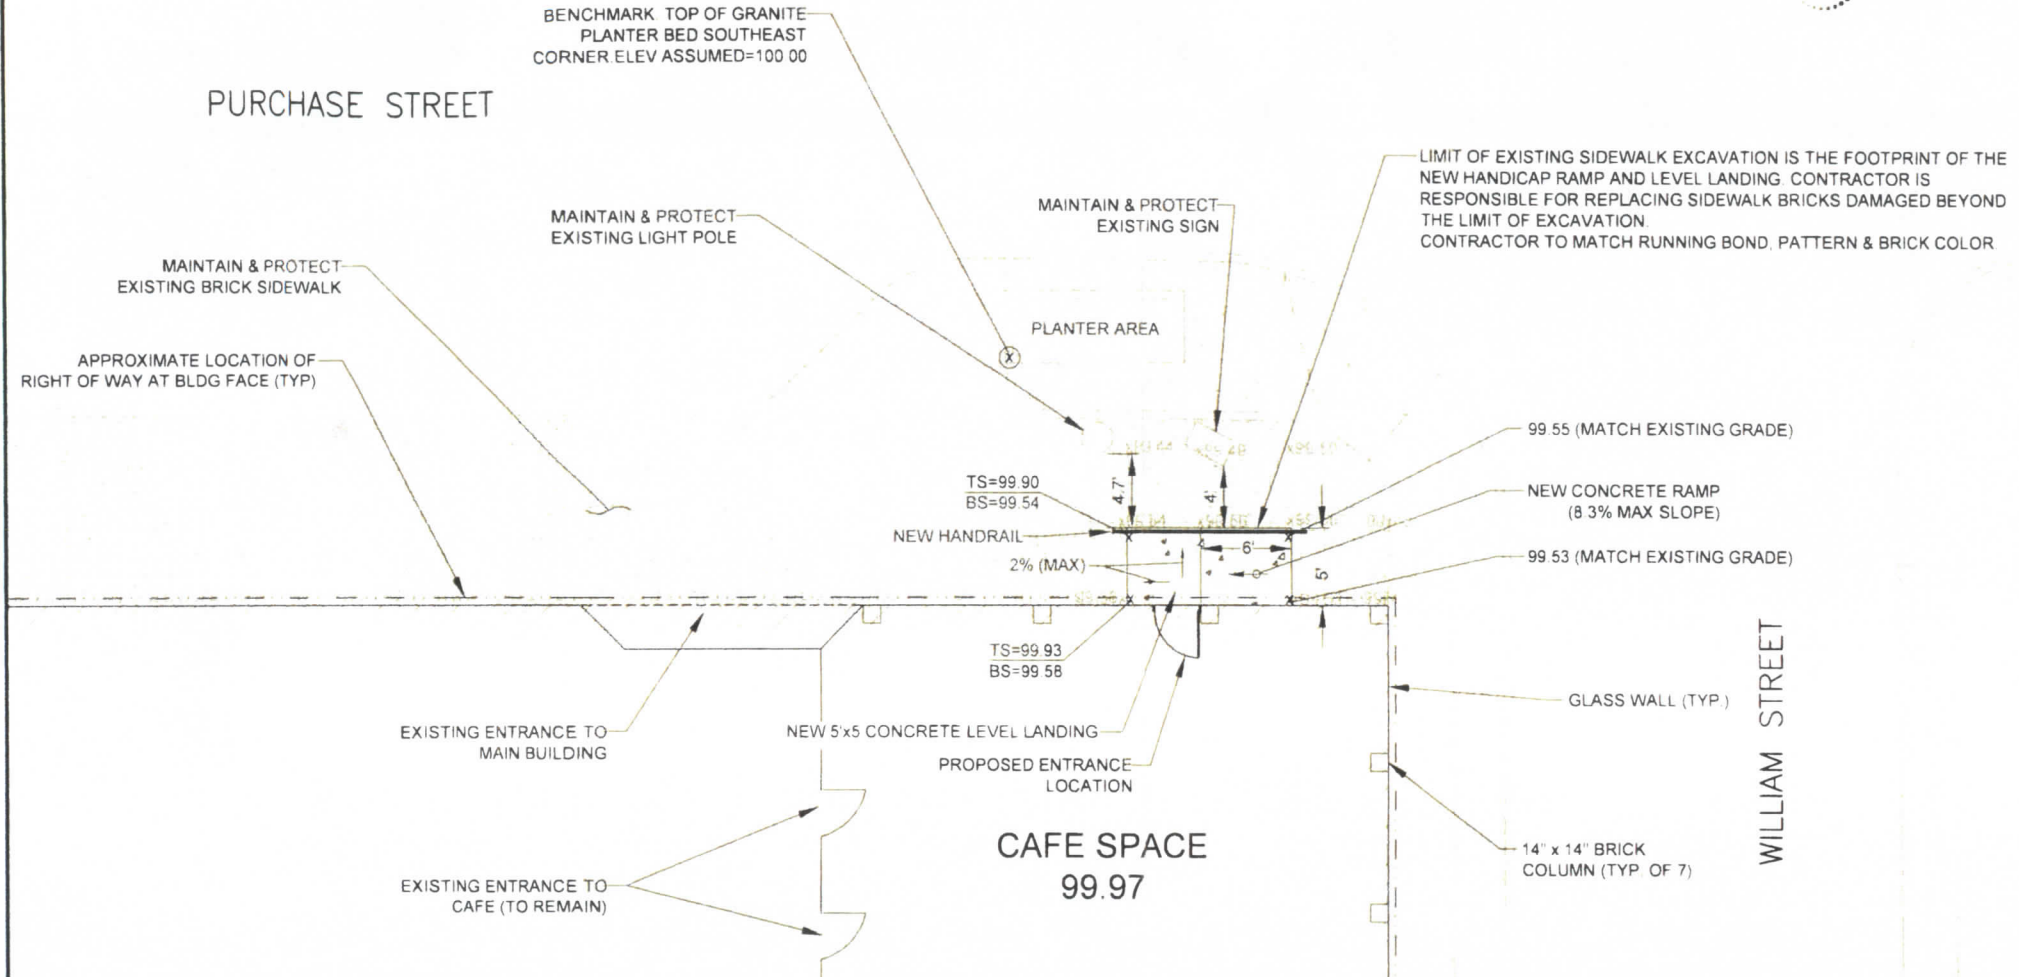 BENCHMARK TOP OF GRANITE
PLANTER BED SOUTHEAST
CORNER.ELEV ASSUMED=100 00
PURCHASE STREET
LIMIT OF EXISTING SIDEWALK EXCAVATION IS THE FOOTPRINT OF THE
NEW HANDICAP RAMP AND LEVEL LANDING. CONTRACTOR IS
RESPONSIBLE FOR REPLACING SIDEWALK BRICKS DAMAGED BEYOND
THE LIMIT OF EXCAVATION.
CONTRACTOR TO MATCH RUNNING BOND, PATTERN & BRICK COLOR
MAINTAIN & PROTECT
EXISTING SIGN
MAINTAIN & PROTECT
EXISTING LIGHT POLE
MAINTAIN & PROTECT
EXISTING BRICK SIDEWALK
PLANTER AREA
X
APPROXIMATE LOCATION OF
RIGHT OF WAY AT BLDG FACE (TYP)
99.55 (MATCH EXISTING GRADE)
TS=99.90
BS=99.54
4.7'
4'
NEW CONCRETE RAMP
(8 3% MAX SLOPE)
NEW HANDRAIL
6'
2% (MAX)
5'
99.53 (MATCH EXISTING GRADE)
TS=99.93
BS=99.58
WILLIAM STREET
GLASS WALL (TYP.)
EXISTING ENTRANCE TO
MAIN BUILDING
NEW 5'x5 CONCRETE LEVEL LANDING
PROPOSED ENTRANCE
LOCATION
CAFE SPACE
99.97
14" x 14" BRICK
COLUMN (TYP. OF 7)
EXISTING ENTRANCE TO
CAFE (TO REMAIN)